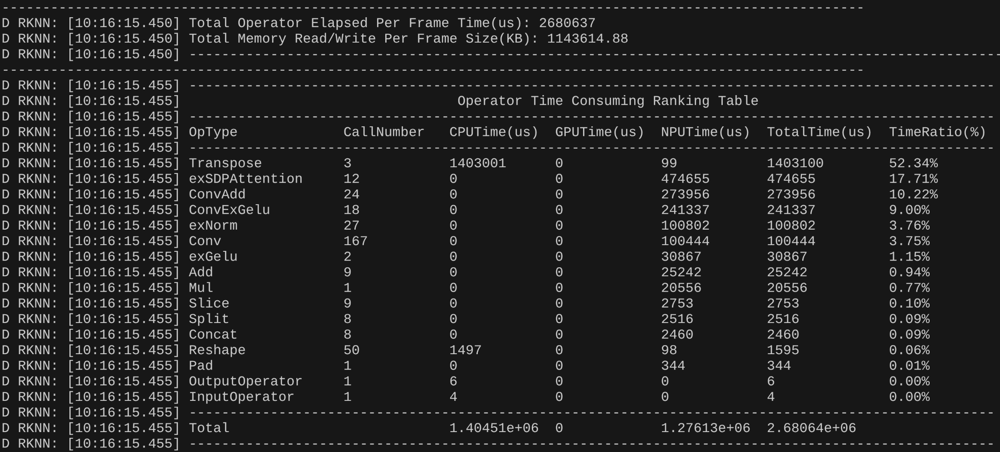 --------------------------------------------------------------------------------------------------------
D RKNN: [10:16:15.450] Total Operator Elapsed Per Frame Time(us): 2680637
D RKNN: [10:16:15.450] Total Memory Read/Write Per Frame Size(KB): 1143614.88
D RKNN: [10:16:15.450] ----------------------------------------------------------------------------------------------------
--------------------------------------------------------------------------------------------------------
D RKNN: [10:16:15.455] ---------------------------------------------------------------------------------------------------
D RKNN: [10:16:15.455]                                  Operator Time Consuming Ranking Table
D RKNN: [10:16:15.455] ---------------------------------------------------------------------------------------------------
D RKNN: [10:16:15.455] OpType             CallNumber   CPUTime(us)  GPUTime(us)  NPUTime(us)  TotalTime(us)  TimeRatio(%)
D RKNN: [10:16:15.455] ---------------------------------------------------------------------------------------------------
D RKNN: [10:16:15.455] Transpose          3            1403001      0            99           1403100        52.34%
D RKNN: [10:16:15.455] exSDPAttention     12           0            0            474655       474655         17.71%
D RKNN: [10:16:15.455] ConvAdd            24           0            0            273956       273956         10.22%
D RKNN: [10:16:15.455] ConvExGelu         18           0            0            241337       241337         9.00%
D RKNN: [10:16:15.455] exNorm             27           0            0            100802       100802         3.76%
D RKNN: [10:16:15.455] Conv               167          0            0            100444       100444         3.75%
D RKNN: [10:16:15.455] exGelu             2            0            0            30867        30867          1.15%
D RKNN: [10:16:15.455] Add                9            0            0            25242        25242          0.94%
D RKNN: [10:16:15.455] Mul                1            0            0            20556        20556          0.77%
D RKNN: [10:16:15.455] Slice              9            0            0            2753         2753           0.10%
D RKNN: [10:16:15.455] Split              8            0            0            2516         2516           0.09%
D RKNN: [10:16:15.455] Concat             8            0            0            2460         2460           0.09%
D RKNN: [10:16:15.455] Reshape            50           1497         0            98           1595           0.06%
D RKNN: [10:16:15.455] Pad                1            0            0            344          344            0.01%
D RKNN: [10:16:15.455] OutputOperator     1            6            0            0            6              0.00%
D RKNN: [10:16:15.455] InputOperator      1            4            0            0            4              0.00%
D RKNN: [10:16:15.455] ---------------------------------------------------------------------------------------------------
D RKNN: [10:16:15.455] Total                           1.40451e+06  0            1.27613e+06  2.68064e+06
D RKNN: [10:16:15.455] ---------------------------------------------------------------------------------------------------